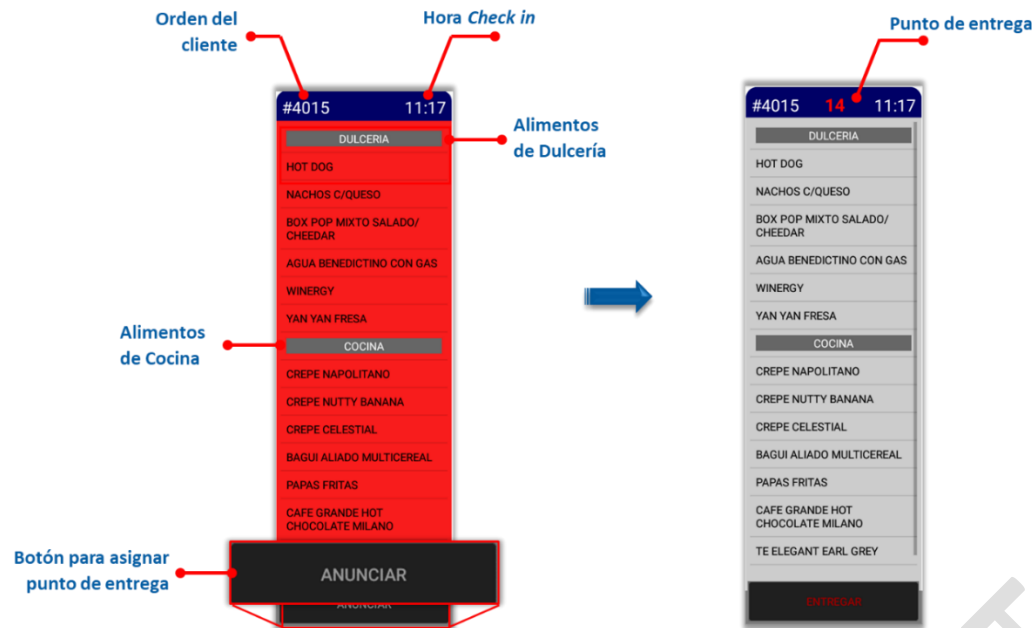 Orden del
cliente
Hora Check in
Punto de entrega
#4015 11:17
DULCERIA
HOT DOG
NACHOS C/QUESO
BOX POP MIXTO SALADO/
CHEEDAR
AGUA BENEDICTINO CON GAS
WINERGY
YAN YAN FRESA
COCINA
CREPE NAPOLITANO
CREPE NUTTY BANANA
CREPE CELESTIAL
BAGUI ALIADO MULTICEREAL
PAPAS FRITAS
CAFE GRANDE HOT
CHOCOLATE MILANO
ANUNCIAR
ANUNCIAR
Alimentos
de Dulcería
Alimentos
de Cocina
Botón para asignar
punto de entrega
#4015 14 11:17
DULCERIA
HOT DOG
NACHOS C/QUESO
BOX POP MIXTO SALADO/
CHEEDAR
AGUA BENEDICTINO CON GAS
WINERGY
YAN YAN FRESA
COCINA
CREPE NAPOLITANO
CREPE NUTTY BANANA
CREPE CELESTIAL
BAGUI ALIADO MULTICEREAL
PAPAS FRITAS
CAFE GRANDE HOT
CHOCOLATE MILANO
TE ELEGANT EARL GREY
ENTREGAR